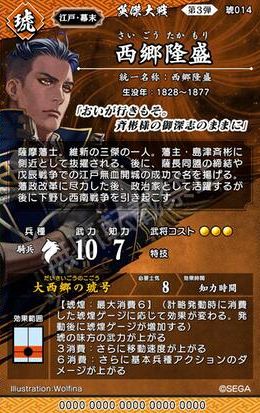 琥
江戸・幕末
英傑大戦
第3弾
琥014
さいごうたかもり
西郷隆盛
統一名称:西郷隆盛
生没年:1828~1877
「おいが行きもそ。
斉彬様の御深志のままに」
薩摩藩士。維新の三傑の一人。藩主・島津斉彬に
側近として抜擢される。後に、薩長同盟の締結や
戊辰戦争での江戸無血開城の成功で名を揚げる。
藩政改革に尽力した後、政治家として活躍するが
後に下野し西南戦争を引き起こす。
兵種
騎兵
武力
10
知力
7
武将コスト
特技
だいさいごうのこごう
大西郷の琥号
必要士気
8
効果時間
知力時間
効果範囲
【琥煌:最大消費6】(計略発動時に消費
した琥煌ゲージに応じて効果が変わる。発
動後に琥煌ゲージが増加する)
琥の味方の武力が上がる
3消費:さらに移動速度が上がる
6消費:さらに基本兵種アクションのダ
メージが上がる
Illustration:Wolfina
©SEGA
0000 0000 0000 0000 0000